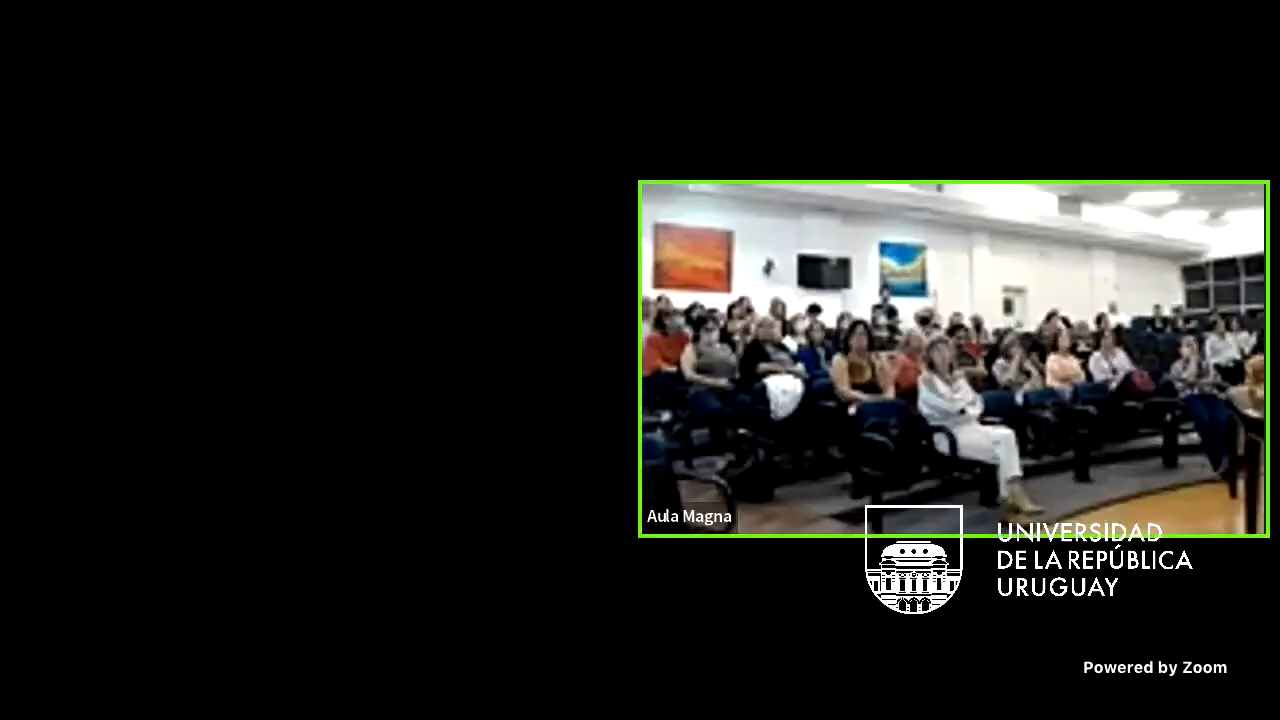 Aula Magna
UNIVERSIDAD
DE LA REPÚBLICA
URUGUAY
Powered by Zoom